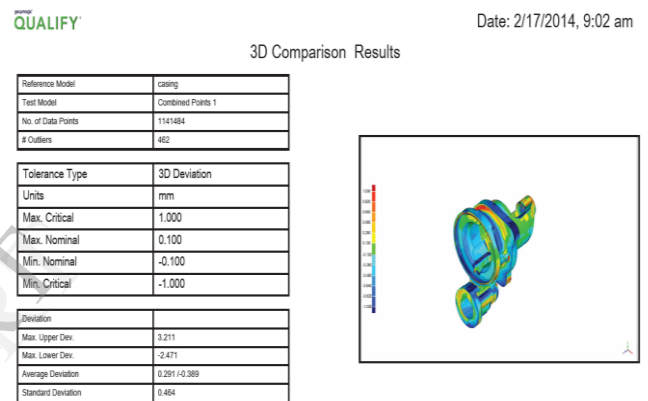 geomagic
QUALIFY
Date: 2/17/2014, 9:02 am
3D Comparison Results
Reference Model casing
Test Model Combined Points 1
No. of Data Points 1141484
# Outliers 462
Tolerance Type 3D Deviation
Units mm
Max. Critical 1.000
Max. Nominal 0.100
Min. Nominal -0.100
Min. Critical -1.000
Deviation
Max. Upper Dev. 3.211
Max. Lower Dev. -2.471
Average Deviation 0.291 /-0.389
Standard Deviation 0.464